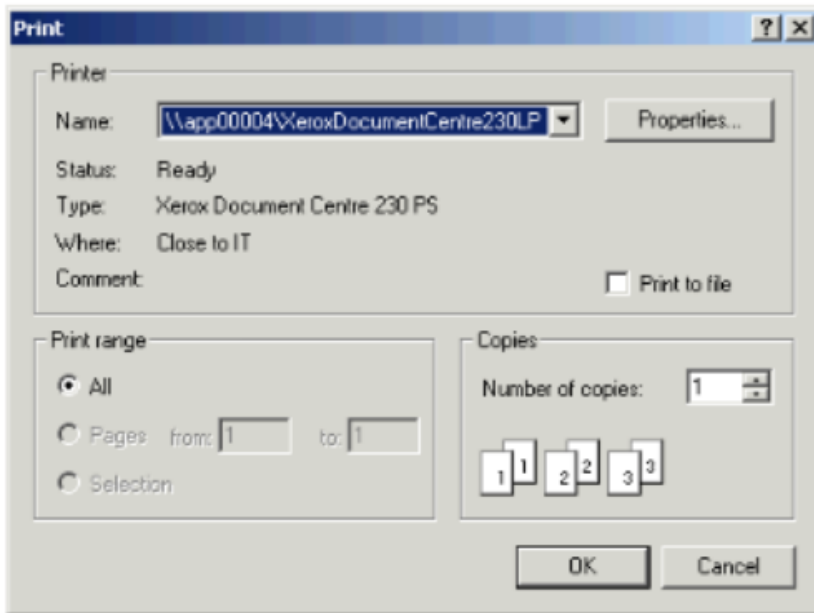 Print
Printer
Name: \\app00004\XeroxDocumentCentre230LP Properties...
Status: Ready
Type: Xerox Document Centre 230 PS
Where: Close to IT
Comment:
Print to file
Print range
All
Pages from: 1 to: 1
Selection
Copies
Number of copies: 1
1 1 2 2 3 3
OK Cancel